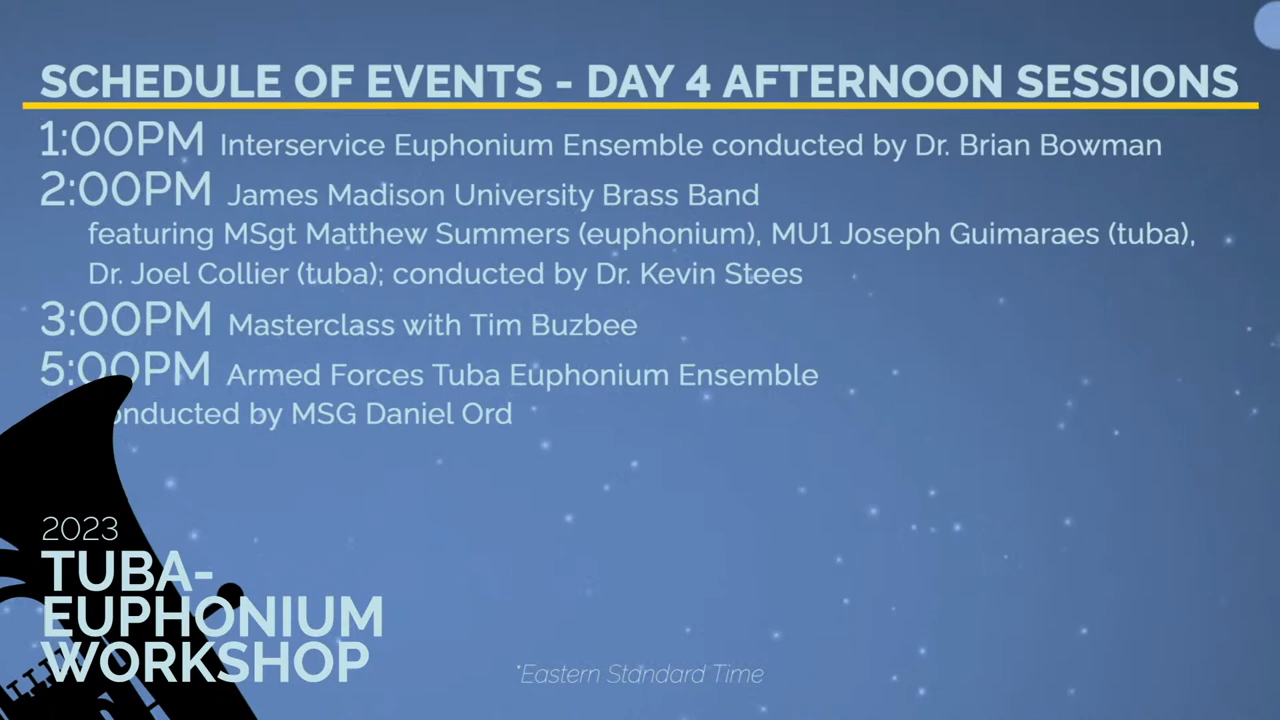 SCHEDULE OF EVENTS - DAY 4 AFTERNOON SESSIONS
1:00PM Interservice Euphonium Ensemble conducted by Dr. Brian Bowman
2:00PM James Madison University Brass Band
featuring MSgt Matthew Summers (euphonium), MU1 Joseph Guimaraes (tuba),
Dr. Joel Collier (tuba); conducted by Dr. Kevin Stees
3:00PM Masterclass with Tim Buzbee
5:00PM Armed Forces Tuba Euphonium Ensemble
conducted by MSG Daniel Ord
2023
TUBA-
EUPHONIUM
WORKSHOP
*Eastern Standard Time